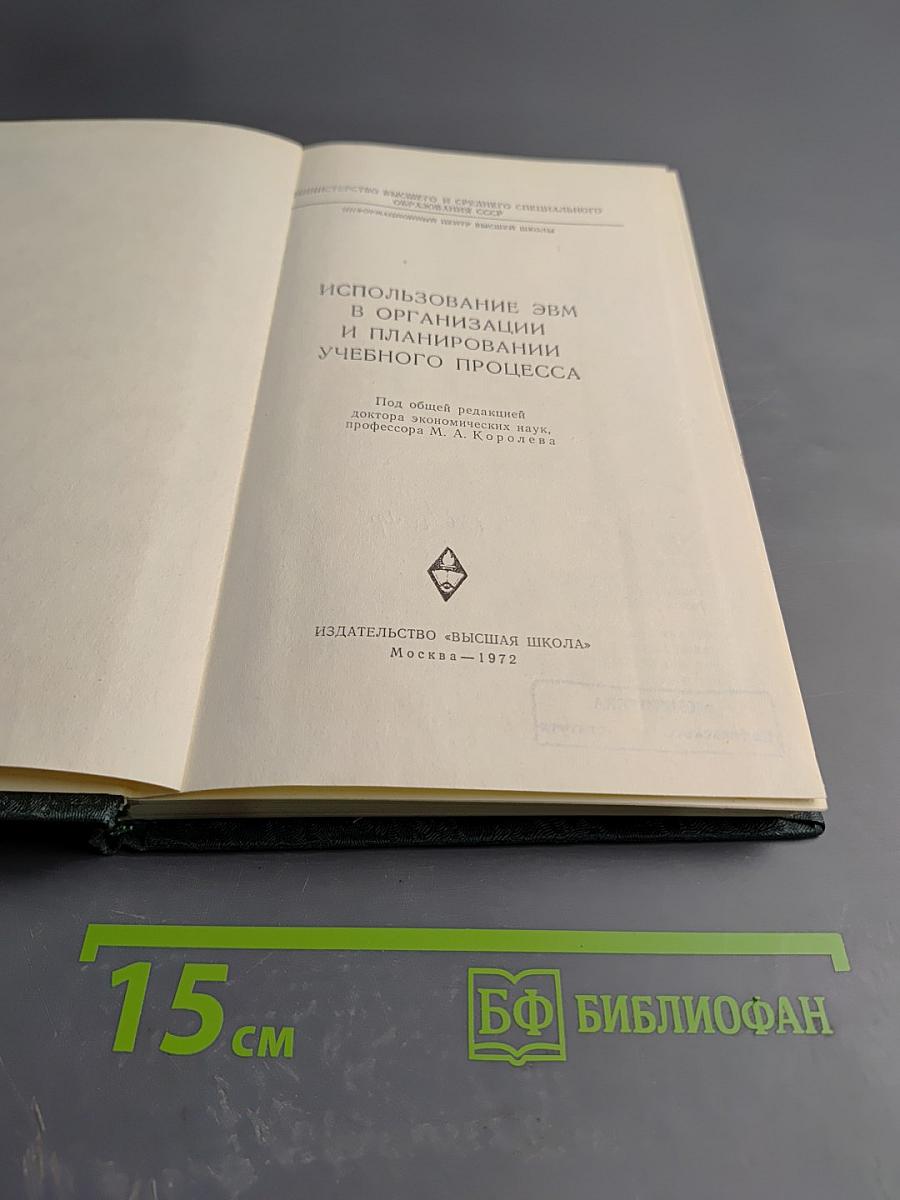 МИНИСТЕРСТВО ВЫСШЕГО И СРЕДНЕГО СПЕЦИАЛЬНОГО
ОБРАЗОВАНИЯ СССР
ИНФОРМАЦИОННЫЙ ЦЕНТР ВЫСШЕЙ ШКОЛЫ
ИСПОЛЬЗОВАНИЕ ЭВМ
В ОРГАНИЗАЦИИ
И ПЛАНИРОВАНИИ
УЧЕБНОГО ПРОЦЕССА
Под общей редакцией
доктора экономических наук,
профессора М. А. Королева
ИЗДАТЕЛЬСТВО «ВЫСШАЯ ШКОЛА»
Москва—1972
15 см
БФ БИБЛИОФАН